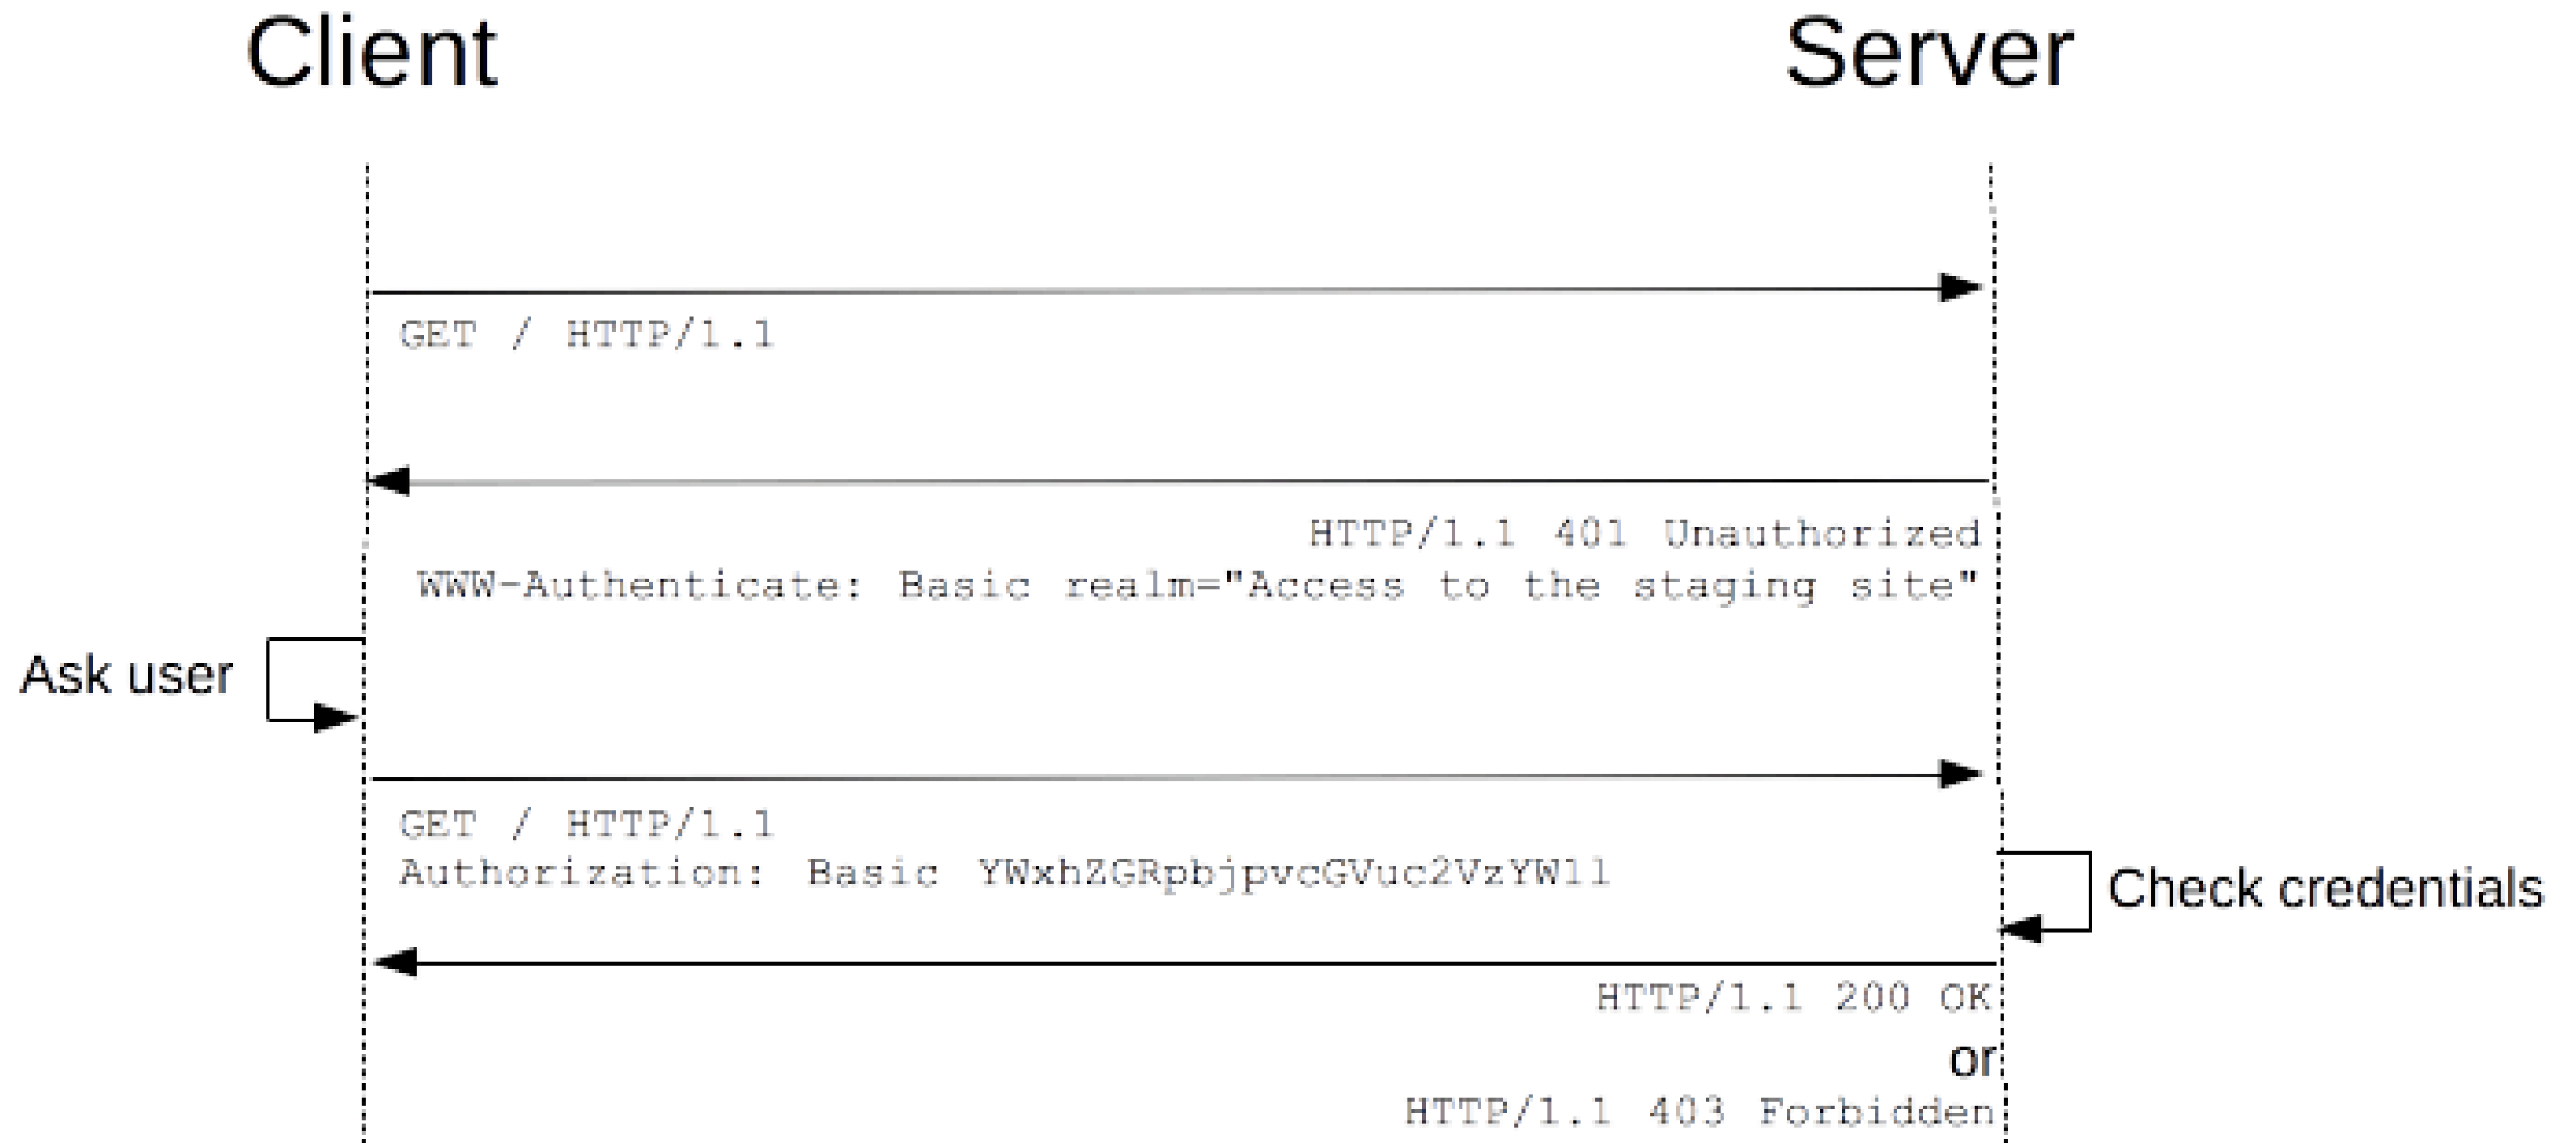 Client
Server
GET / HTTP/1.1
HTTP/1.1 401 Unauthorized
WWW-Authenticate: Basic realm="Access to the staging site"
Ask user
GET / HTTP/1.1
Authorization: Basic YWxhZGRpbjpvcGVuc2VzYW1l
Check credentials
HTTP/1.1 200 OK
or
HTTP/1.1 403 Forbidden